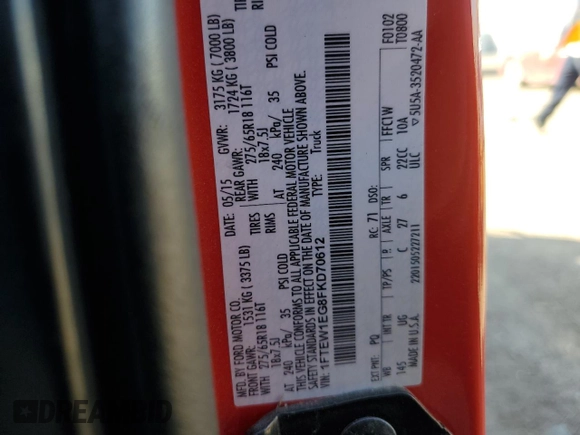 MFD. BY FORD MOTOR CO.
DATE: 05/15 GVWR: 3175 KG ( 7000 LB)
FRONT GAWR: 1531 KG ( 3375 LB) REAR GAWR: 1724 KG ( 3800 LB)
WITH 275/65R18 116T TIRES WITH 275/65R18 116T
18x7.5J RIMS 18x7.5J
AT 240 kPa/ 35 PSI COLD AT 240 kPa/ 35 PSI COLD
THIS VEHICLE CONFORMS TO ALL APPLICABLE FEDERAL MOTOR VEHICLE
SAFETY STANDARDS IN EFFECT ON THE DATE OF MANUFACTURE SHOWN ABOVE.
1FTEW1EG8FKD70612 TYPE: Truck
F0102
T0800
EXT PNT: PQ RC: 71 DSO:
WB INT TR TP/PS R AXLE TR SPR FFC1W
145 UG C 27 6 22CC 10A
ULC
MADE IN U.S.A. 2201505227211
5U5A-3520472-AA
DREAMBID